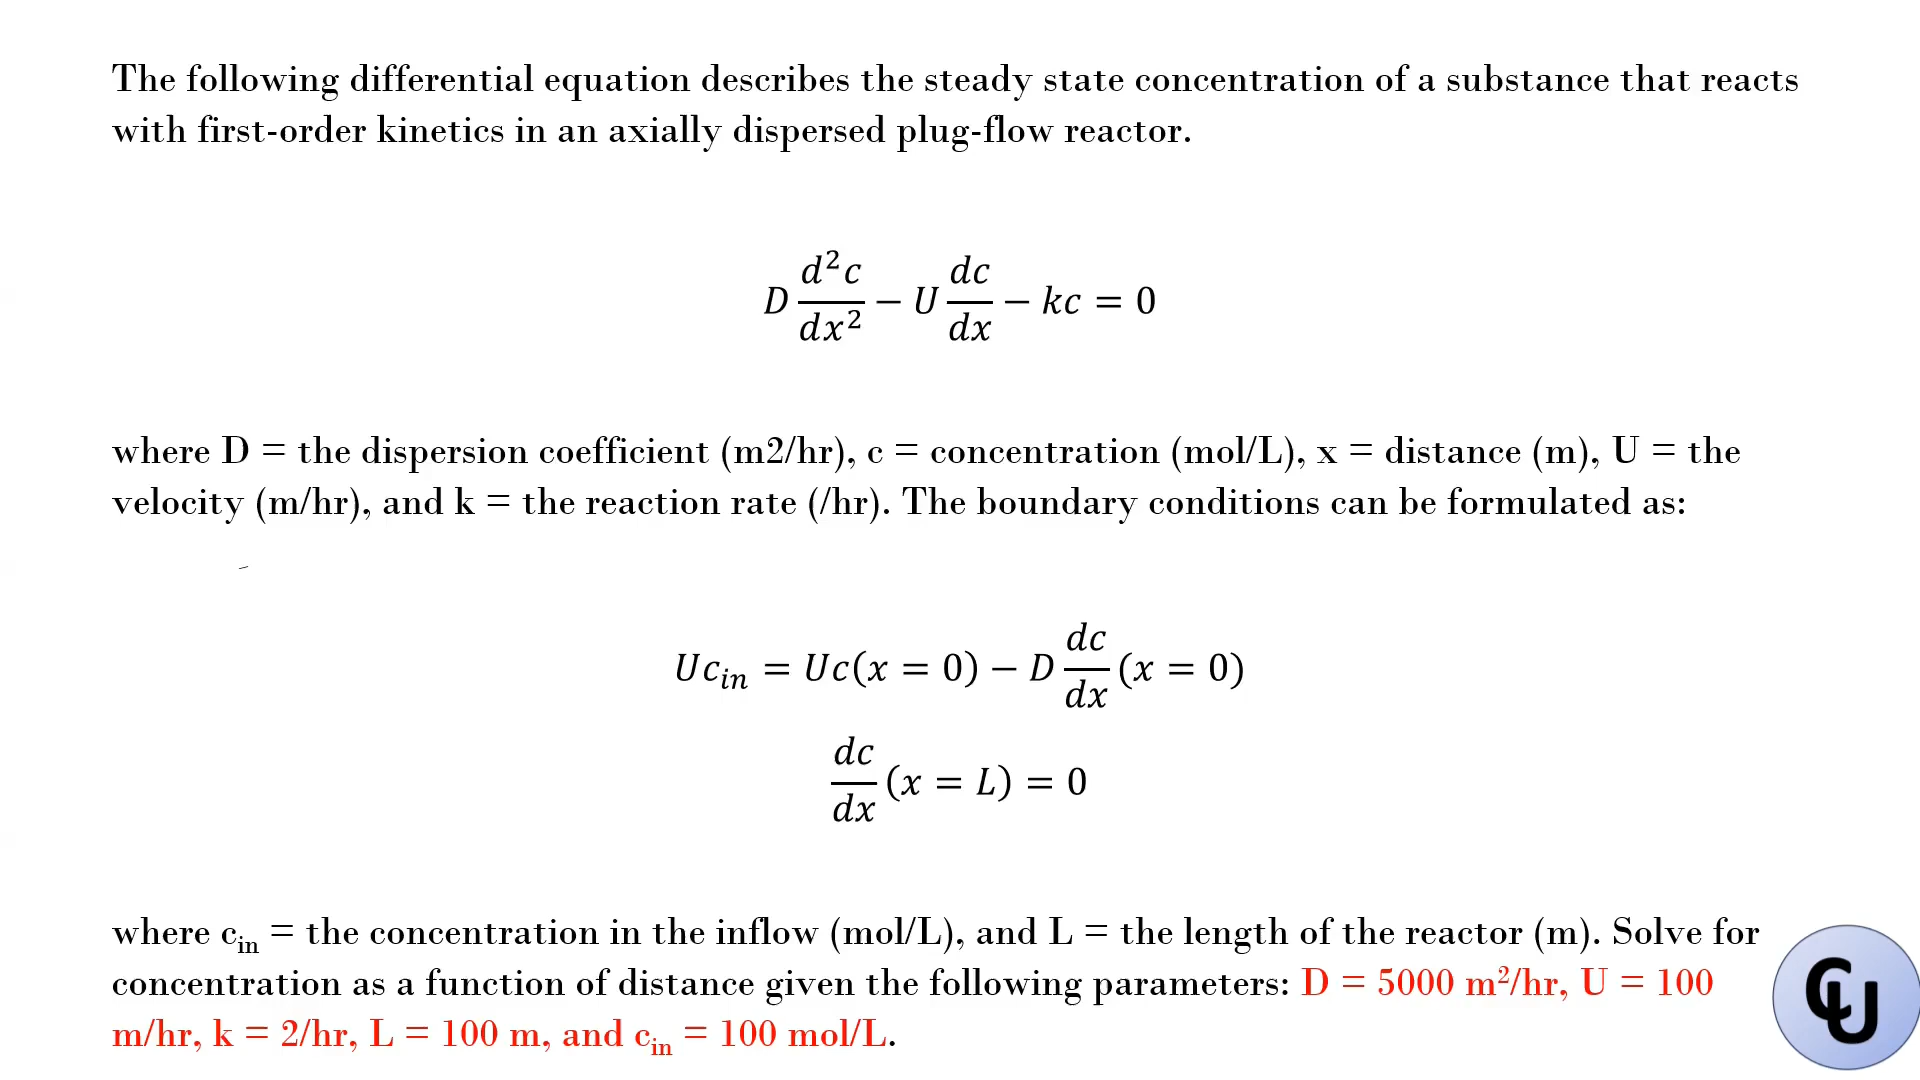 The following differential equation describes the steady state concentration of a substance that reacts
with first-order kinetics in an axially dispersed plug-flow reactor.
D d²c/dx² − U dc/dx − kc = 0
where D = the dispersion coefficient (m2/hr), c = concentration (mol/L), x = distance (m), U = the
velocity (m/hr), and k = the reaction rate (/hr). The boundary conditions can be formulated as:
Uc_in = Uc(x = 0) − D dc/dx (x = 0)
dc/dx (x = L) = 0
where c_in = the concentration in the inflow (mol/L), and L = the length of the reactor (m). Solve for
concentration as a function of distance given the following parameters: D = 5000 m²/hr, U = 100
m/hr, k = 2/hr, L = 100 m, and c_in = 100 mol/L.
CU